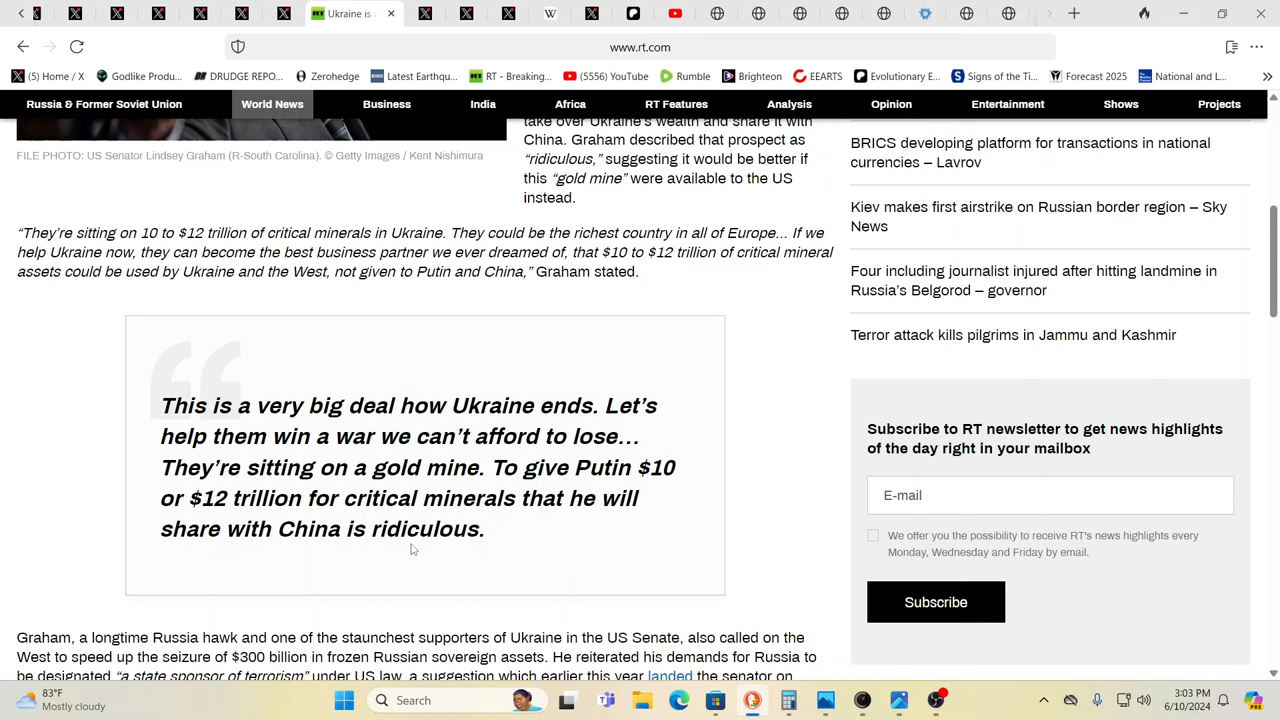 Ukraine is a
www.rt.com
(5) Home / X
Godlike Produ...
DRUDGE REPO...
Zerohedge
Latest Earthqu...
RT - Breaking...
(5556) YouTube
Rumble
Brighteon
EEARTS
Evolutionary E...
Signs of the Ti...
Forecast 2025
National and L...
Russia & Former Soviet Union
World News
Business
India
Africa
RT Features
Analysis
Opinion
Entertainment
Shows
Projects
FILE PHOTO: US Senator Lindsey Graham (R-South Carolina). © Getty Images / Kent Nishimura
take over Ukraine's wealth and share it with
China. Graham described that prospect as
“ridiculous,” suggesting it would be better if
this “gold mine” were available to the US
instead.
“They’re sitting on 10 to $12 trillion of critical minerals in Ukraine. They could be the richest country in all of Europe... If we
help Ukraine now, they can become the best business partner we ever dreamed of, that $10 to $12 trillion of critical mineral
assets could be used by Ukraine and the West, not given to Putin and China,” Graham stated.
“
This is a very big deal how Ukraine ends. Let’s
help them win a war we can’t afford to lose...
They’re sitting on a gold mine. To give Putin $10
or $12 trillion for critical minerals that he will
share with China is ridiculous.
Graham, a longtime Russia hawk and one of the staunchest supporters of Ukraine in the US Senate, also called on the
West to speed up the seizure of $300 billion in frozen Russian sovereign assets. He reiterated his demands for Russia to
be designated “a state sponsor of terrorism” under US law, a suggestion which earlier this year landed the senator on
BRICS developing platform for transactions in national
currencies – Lavrov
Kiev makes first airstrike on Russian border region – Sky
News
Four including journalist injured after hitting landmine in
Russia’s Belgorod – governor
Terror attack kills pilgrims in Jammu and Kashmir
Subscribe to RT newsletter to get news highlights
of the day right in your mailbox
E-mail
We offer you the possibility to receive RT's news highlights every
Monday, Wednesday and Friday by email.
Subscribe
83°F
Mostly cloudy
Search
3:03 PM
6/10/2024